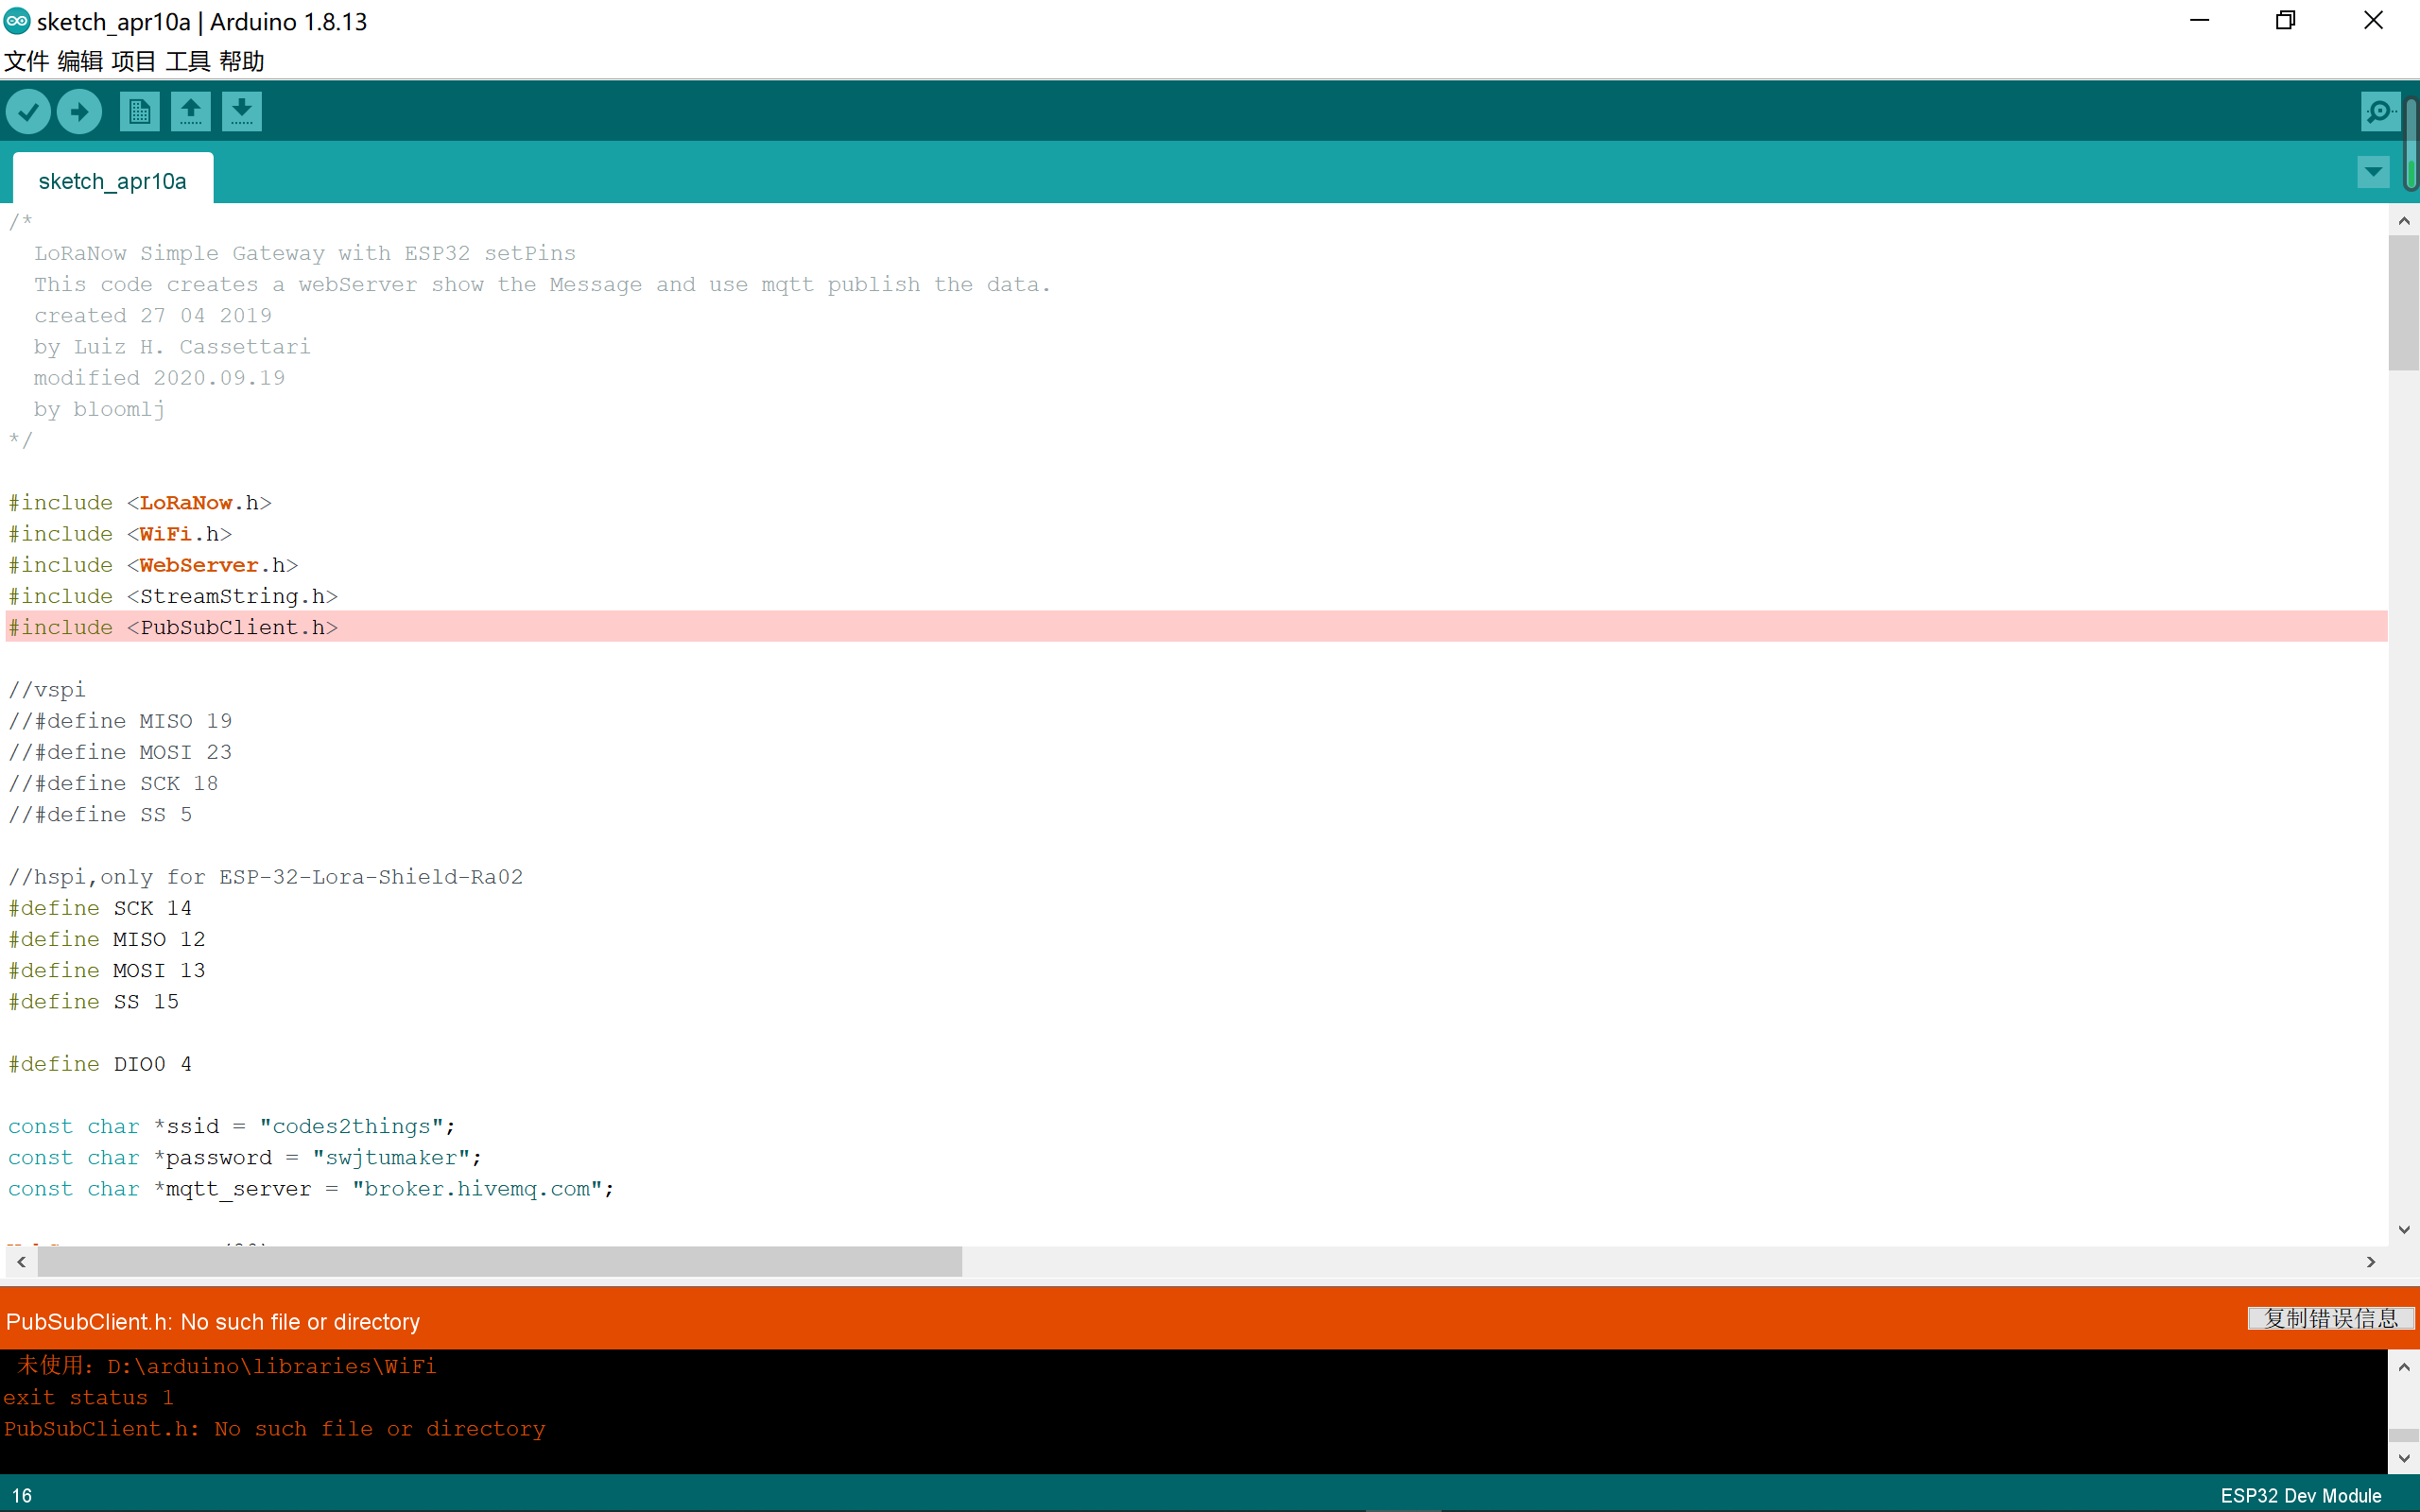 sketch_apr10a | Arduino 1.8.13
文件 编辑 项目 工具 帮助
sketch_apr10a
/*
  LoRaNow Simple Gateway with ESP32 setPins
  This code creates a webServer show the Message and use mqtt publish the data.
  created 27 04 2019
  by Luiz H. Cassettari
  modified 2020.09.19
  by bloomlj
*/
#include <LoRaNow.h>
#include <WiFi.h>
#include <WebServer.h>
#include <StreamString.h>
#include <PubSubClient.h>
//vspi
//#define MISO 19
//#define MOSI 23
//#define SCK 18
//#define SS 5
//hspi,only for ESP-32-Lora-Shield-Ra02
#define SCK 14
#define MISO 12
#define MOSI 13
#define SS 15
#define DIO0 4
const char *ssid = "codes2things";
const char *password = "swjtumaker";
const char *mqtt_server = "broker.hivemq.com";
PubSubClient.h: No such file or directory
复制错误信息
未使用: D:\arduino\libraries\WiFi
exit status 1
PubSubClient.h: No such file or directory
16
ESP32 Dev Module